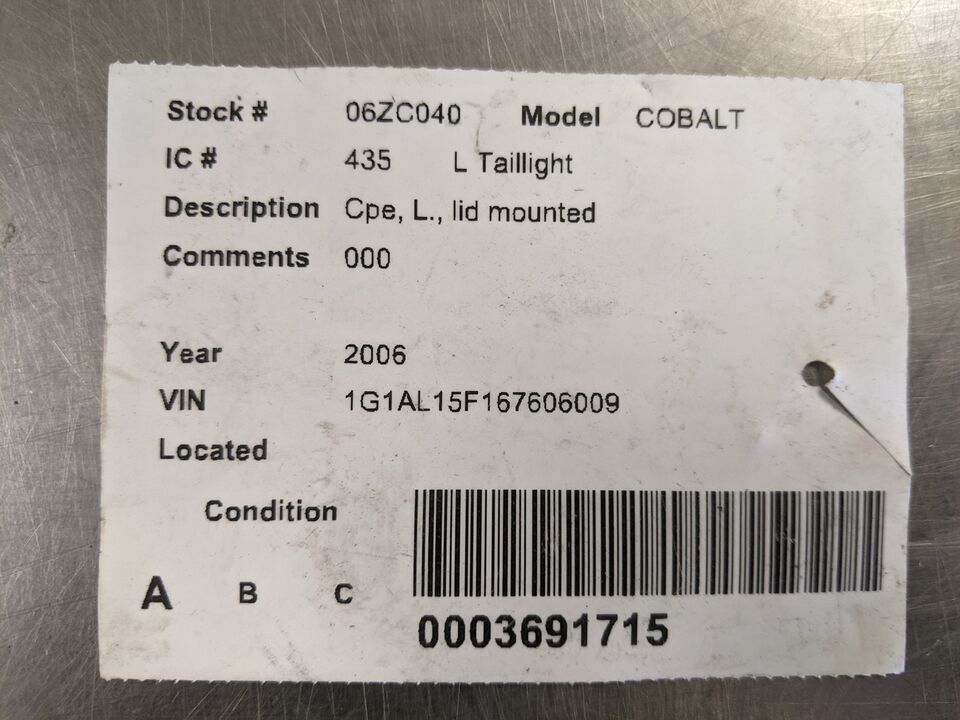 Stock # 06ZC040 Model COBALT
IC # 435 L Taillight
Description Cpe, L., lid mounted
Comments 000
Year 2006
VIN 1G1AL15F167606009
Located
Condition
A B C
0003691715